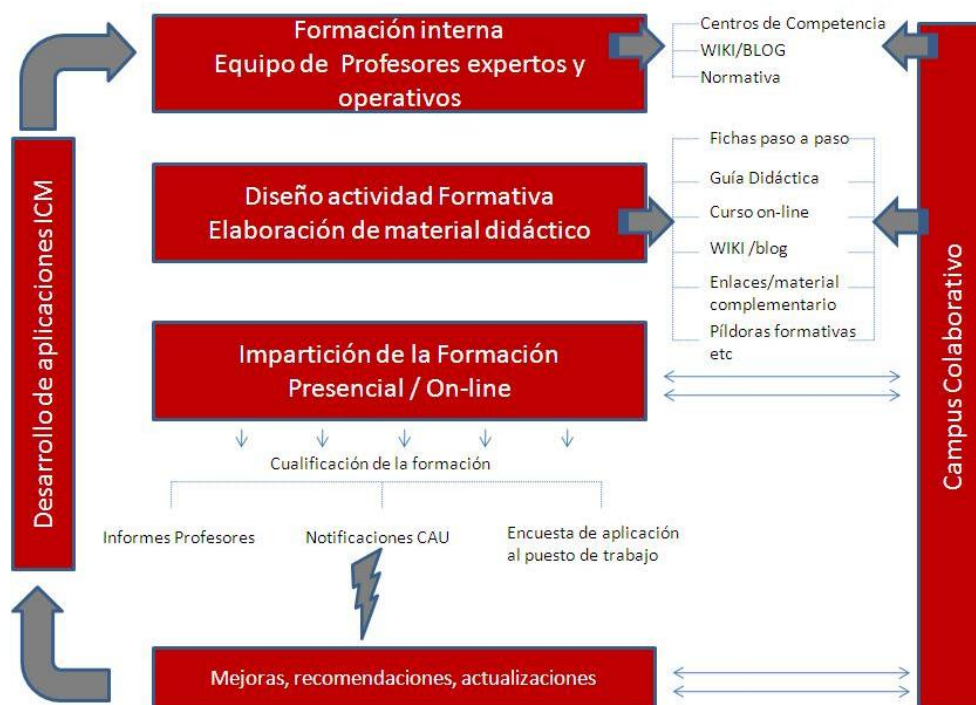 Formación interna
Equipo de Profesores expertos y
operativos
Centros de Competencia
WIKI/BLOG
Normativa
Desarrollo de aplicaciones ICM
Diseño actividad Formativa
Elaboración de material didáctico
Fichas paso a paso
Guía Didáctica
Curso on-line
WIKI /blog
Enlaces/material
complementario
Píldoras formativas
etc
Campus Colaborativo
Impartición de la Formación
Presencial / On-line
Cualificación de la formación
Informes Profesores
Notificaciones CAU
Encuesta de aplicación
al puesto de trabajo
Mejoras, recomendaciones, actualizaciones